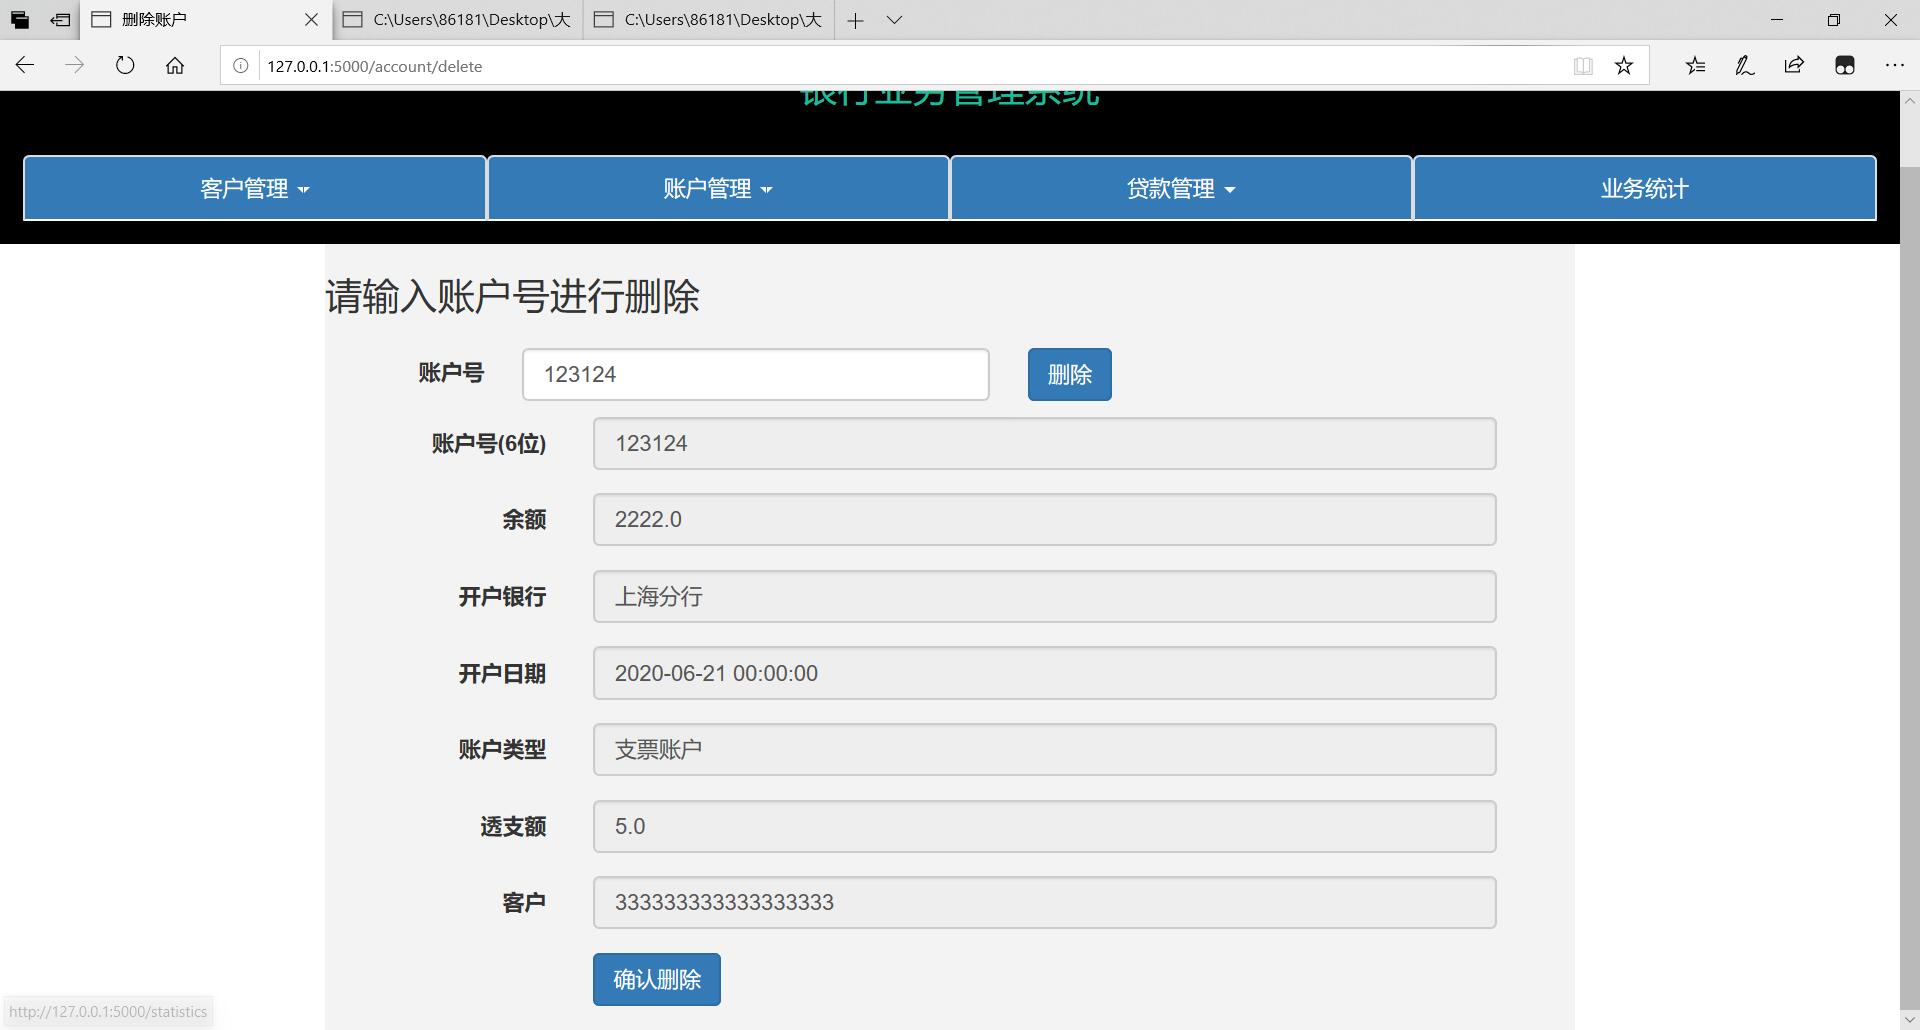 删除账户
C:\Users\86181\Desktop\大
C:\Users\86181\Desktop\大
127.0.0.1:5000/account/delete
银行业务管理系统
客户管理
账户管理
贷款管理
业务统计
请输入账户号进行删除
账户号 123124 删除
账户号(6位) 123124
余额 2222.0
开户银行 上海分行
开户日期 2020-06-21 00:00:00
账户类型 支票账户
透支额 5.0
客户 333333333333333333
确认删除
http://127.0.0.1:5000/statistics